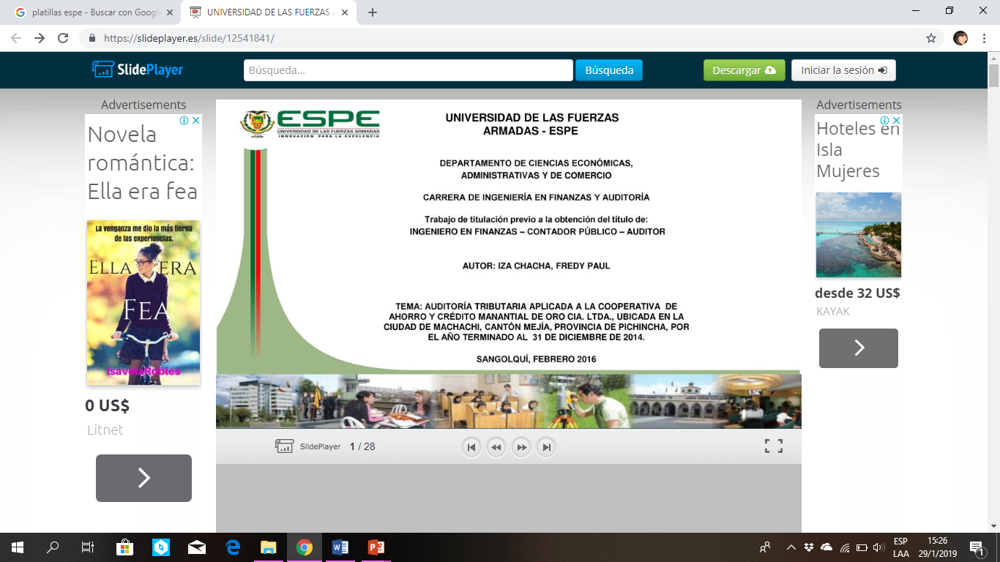 platillas espe - Buscar con Googl
UNIVERSIDAD DE LAS FUERZAS A
https://slideplayer.es/slide/12541841/
SlidePlayer
Búsqueda...
Búsqueda
Descargar
Iniciar la sesión
Advertisements
Novela
romántica:
Ella era fea
La venganza me dio la más tierna
de las experiencias.
ELLA ERA
FEA
IsavelaRobles
0 US$
Litnet
ESPE
UNIVERSIDAD DE LAS FUERZAS ARMADAS
INNOVACIÓN PARA LA EXCELENCIA
ECUADOR
UNIVERSIDAD DE LAS FUERZAS
ARMADAS - ESPE
DEPARTAMENTO DE CIENCIAS ECONÓMICAS,
ADMINISTRATIVAS Y DE COMERCIO
CARRERA DE INGENIERÍA EN FINANZAS Y AUDITORÍA
Trabajo de titulación previo a la obtención del título de:
INGENIERO EN FINANZAS – CONTADOR PÚBLICO – AUDITOR
AUTOR: IZA CHACHA, FREDY PAUL
TEMA: AUDITORÍA TRIBUTARIA APLICADA A LA COOPERATIVA DE
AHORRO Y CRÉDITO MANANTIAL DE ORO CIA. LTDA., UBICADA EN LA
CIUDAD DE MACHACHI, CANTÓN MEJÍA, PROVINCIA DE PICHINCHA, POR
EL AÑO TERMINADO AL 31 DE DICIEMBRE DE 2014.
SANGOLQUÍ, FEBRERO 2016
SlidePlayer 1 / 28
Advertisements
Hoteles en
Isla
Mujeres
desde 32 US$
KAYAK
ESP
LAA
15:26
29/1/2019
1